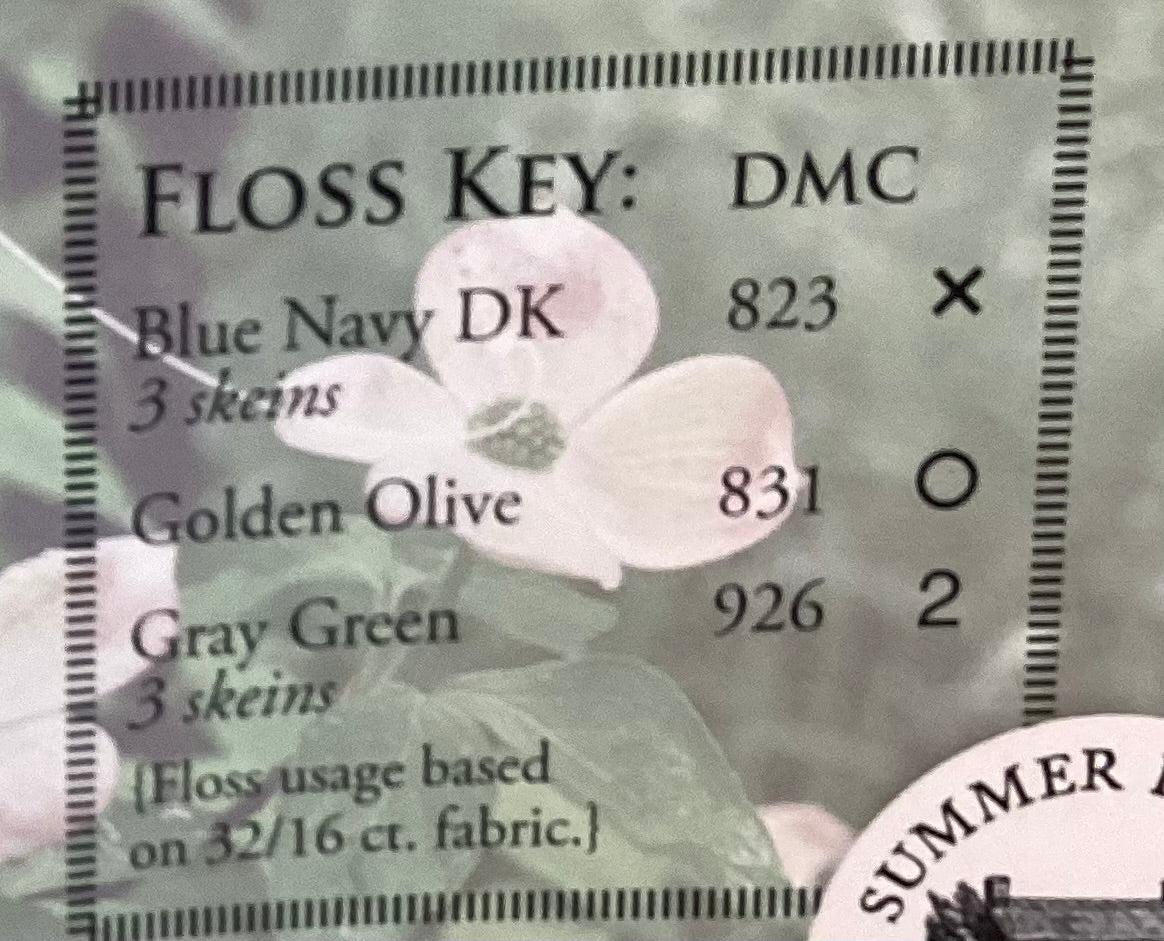 FLOSS KEY: DMC
Blue Navy DK 823 ×
3 skeins
Golden Olive 831 O
Gray Green 926 2
3 skeins
{Floss usage based
on 32/16 ct. fabric.}
SUMMER